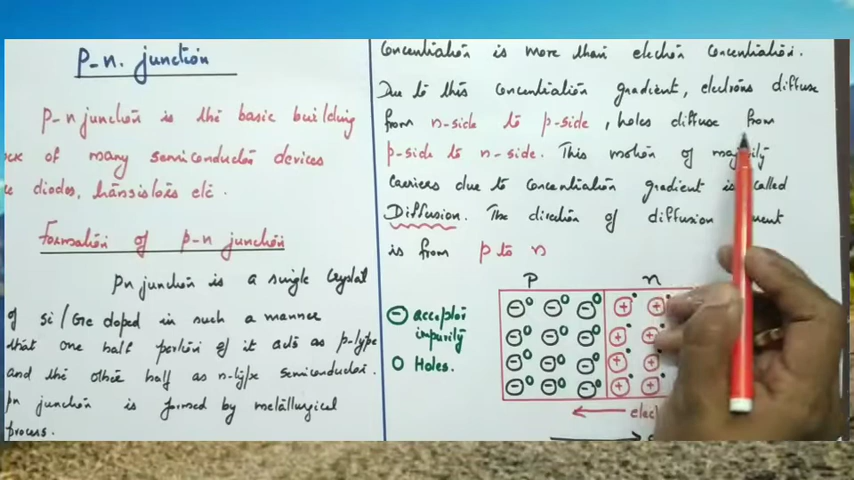 p-n. junction
p-n junction is the basic building
of many semiconductor devices
diodes, transistors etc.
Formation of p-n junction
pn junction is a single crystal
of Si/Ge doped in such a manner
that one half portion of it acts as p-type
and the other half as n-type semiconductor.
pn junction is formed by metallurgical
process.
Concentration is more than electron concentration.
Due to this concentration gradient, electrons diffuse
from n-side to p-side, holes diffuse from
p-side to n-side. This motion of
carriers due to concentration gradient is called
Diffusion. The direction of diffusion
is from p to n
p n
acceptor
impurity
Holes.